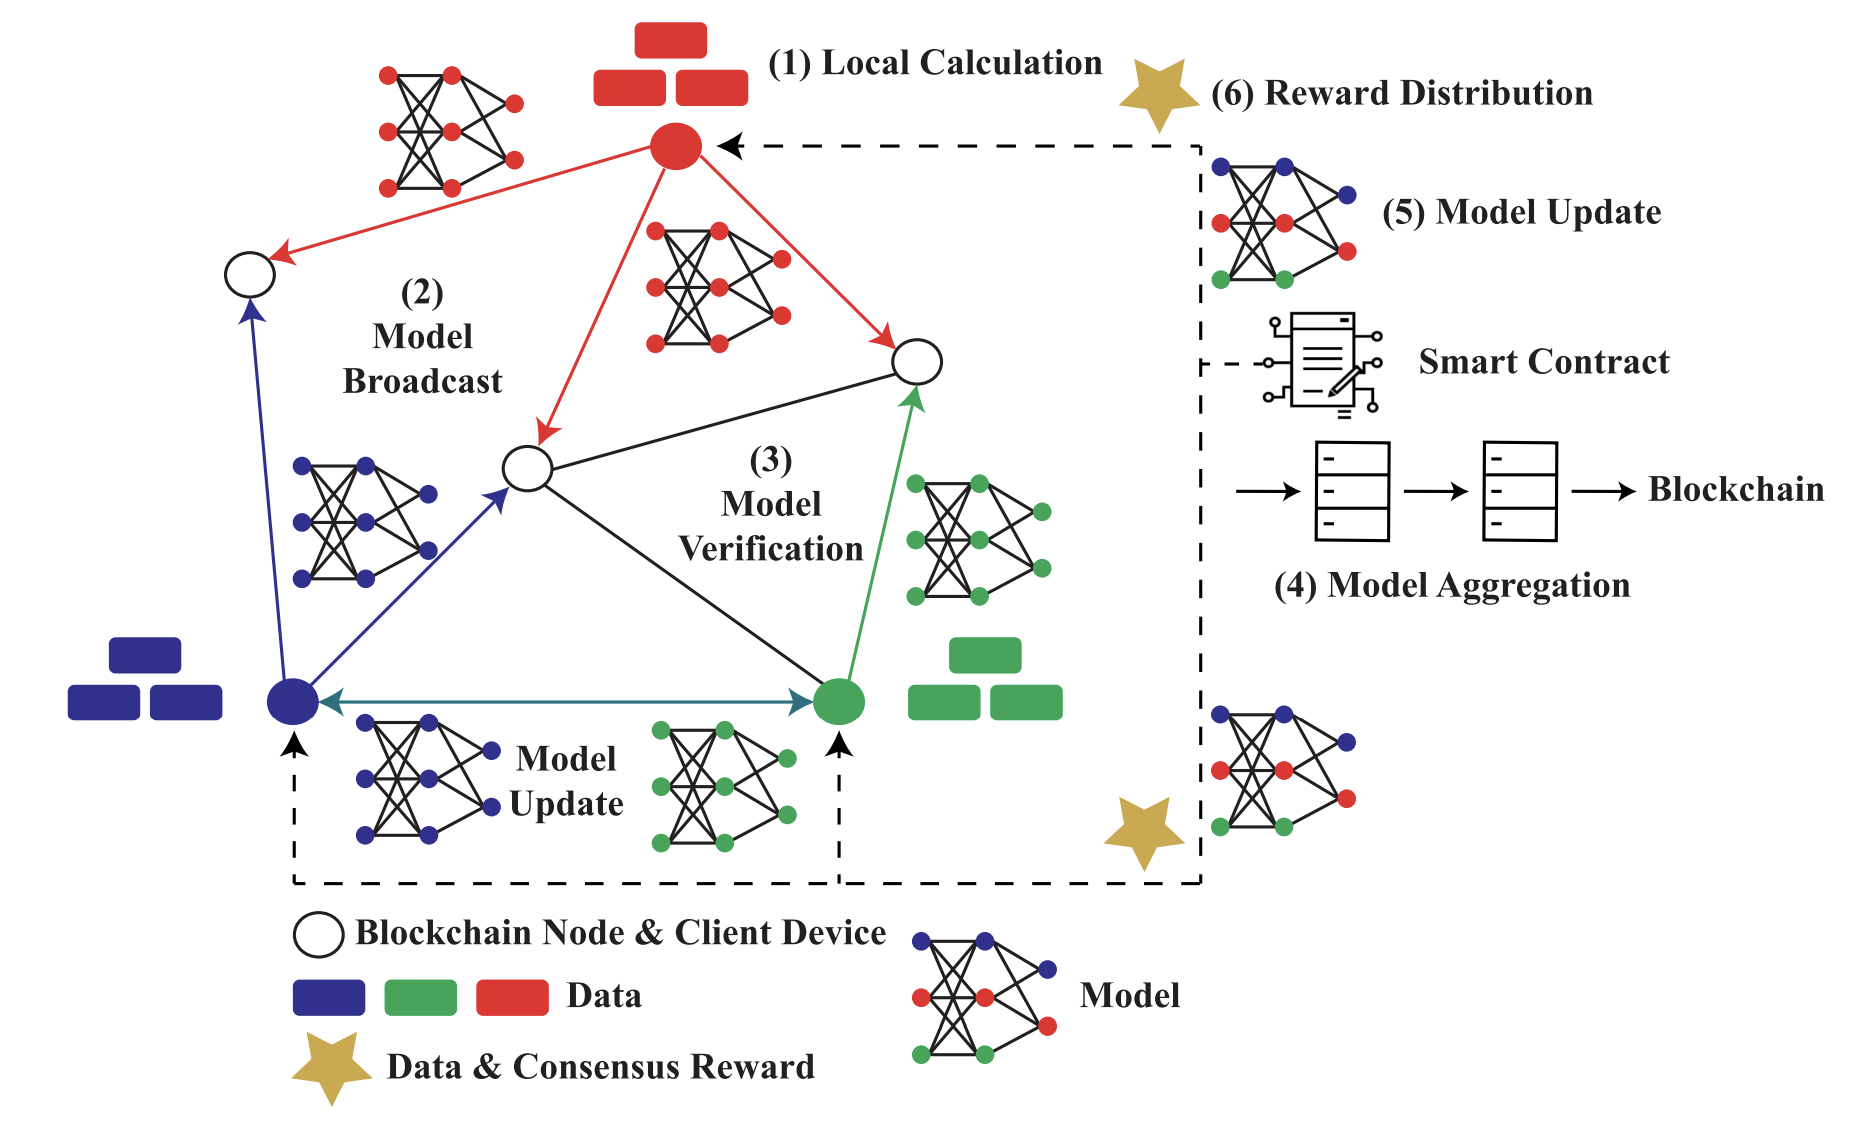 (1) Local Calculation
(6) Reward Distribution
(5) Model Update
(2)
Model
Broadcast
Smart Contract
(3)
Model
Verification
Blockchain
(4) Model Aggregation
Model
Update
Blockchain Node & Client Device
Data
Model
Data & Consensus Reward